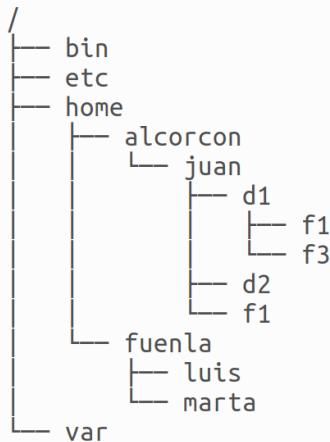 /
├── bin
├── etc
├── home
│   ├── alcorcon
│   │   └── juan
│   │       ├── d1
│   │       │   ├── f1
│   │       │   └── f3
│   │       ├── d2
│   │       └── f1
│   └── fuenla
│       ├── luis
│       └── marta
└── var